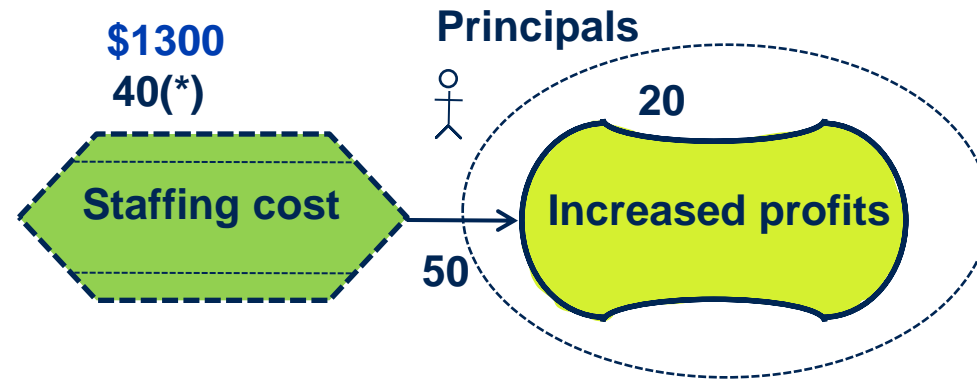 $1300
40(*)
Principals
20
Staffing cost
Increased profits
50